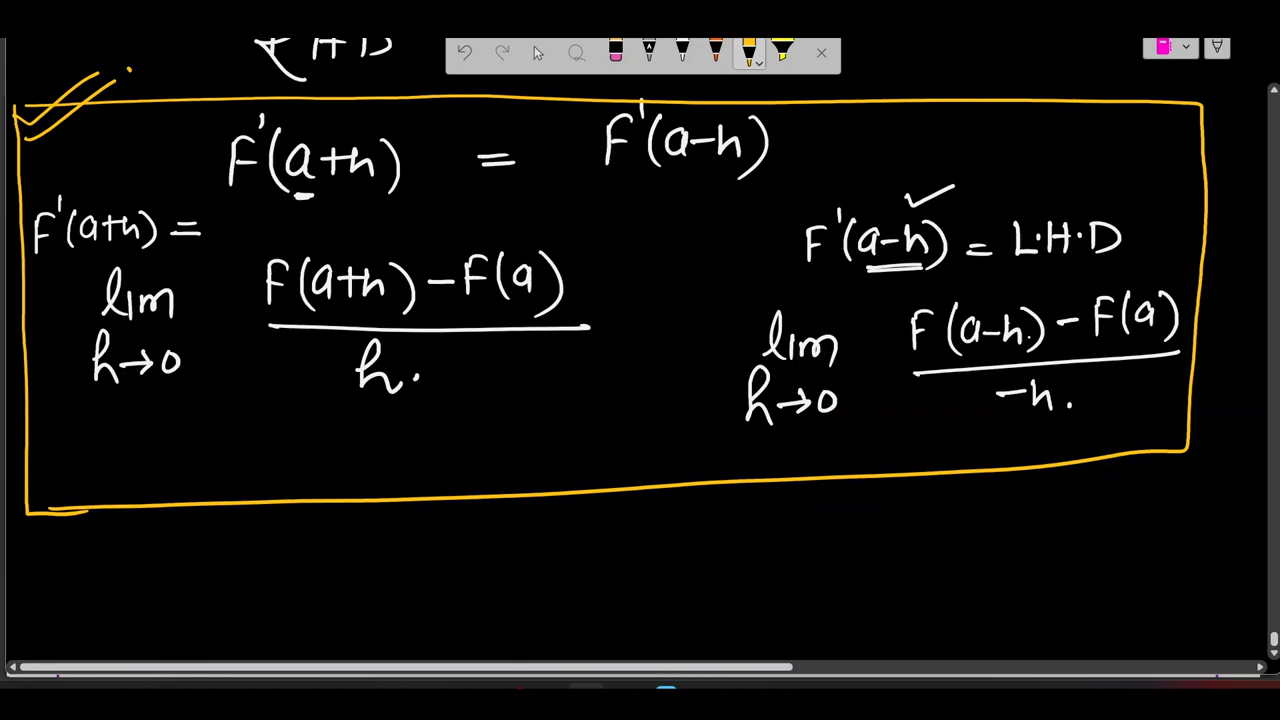 R H D
F'(a+h) = F'(a-h)
F'(a+h) =
lim h→0 F(a+h) - F(a) / h.
F'(a-h) = L.H.D
lim h→0 F(a-h) - F(a) / -h.